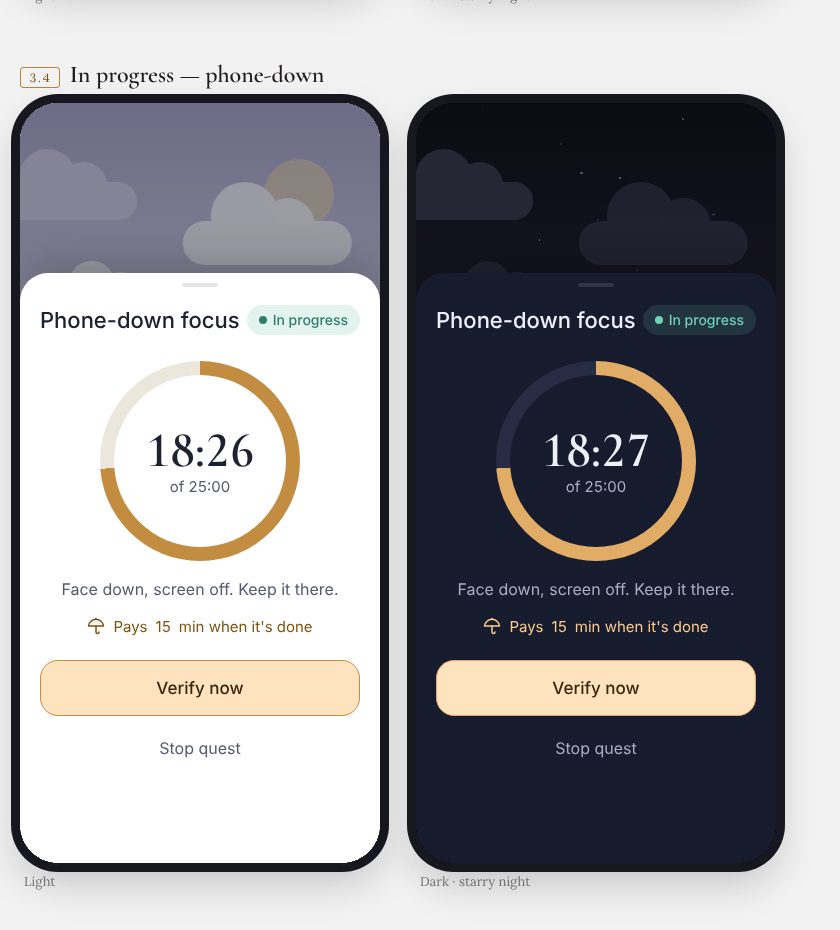 3.4 In progress — phone-down
Phone-down focus In progress
18:26
of 25:00
Face down, screen off. Keep it there.
Pays 15 min when it's done
Verify now
Stop quest
Light
Phone-down focus In progress
18:27
of 25:00
Face down, screen off. Keep it there.
Pays 15 min when it's done
Verify now
Stop quest
Dark · starry night